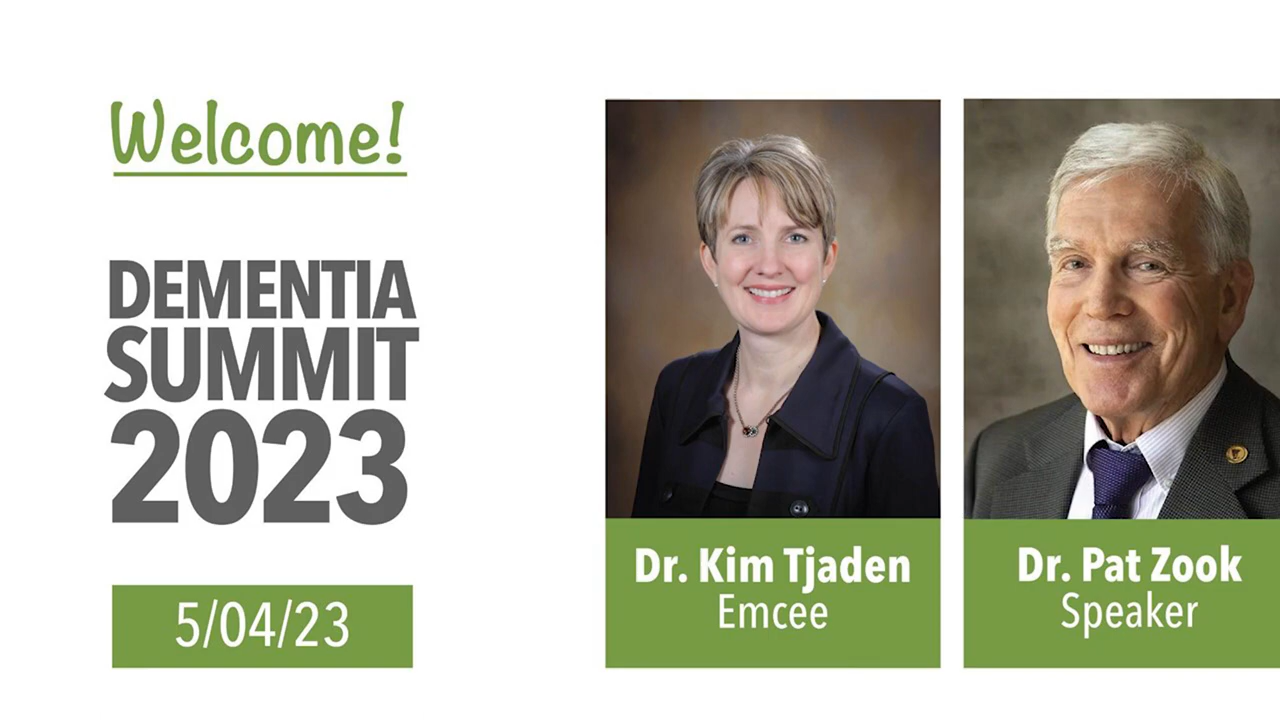 Welcome!
DEMENTIA
SUMMIT
2023
5/04/23
Dr. Kim Tjaden
Emcee
Dr. Pat Zook
Speaker